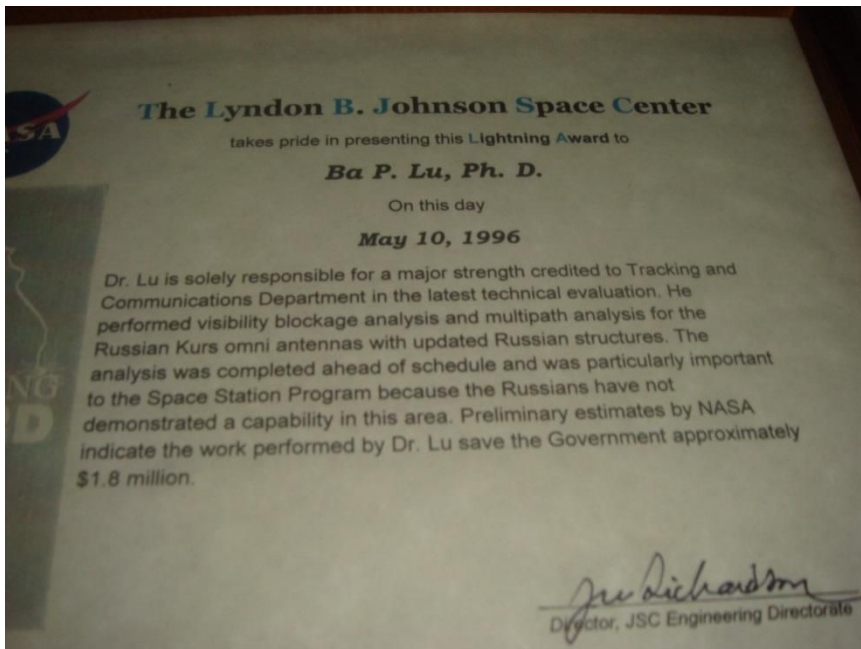 SA
The Lyndon B. Johnson Space Center
takes pride in presenting this Lightning Award to
Ba P. Lu, Ph. D.
On this day
May 10, 1996
Dr. Lu is solely responsible for a major strength credited to Tracking and
Communications Department in the latest technical evaluation. He
performed visibility blockage analysis and multipath analysis for the
Russian Kurs omni antennas with updated Russian structures. The
analysis was completed ahead of schedule and was particularly important
to the Space Station Program because the Russians have not
demonstrated a capability in this area. Preliminary estimates by NASA
indicate the work performed by Dr. Lu save the Government approximately
$1.8 million.
NG
D
Richardson
Director, JSC Engineering Directorate